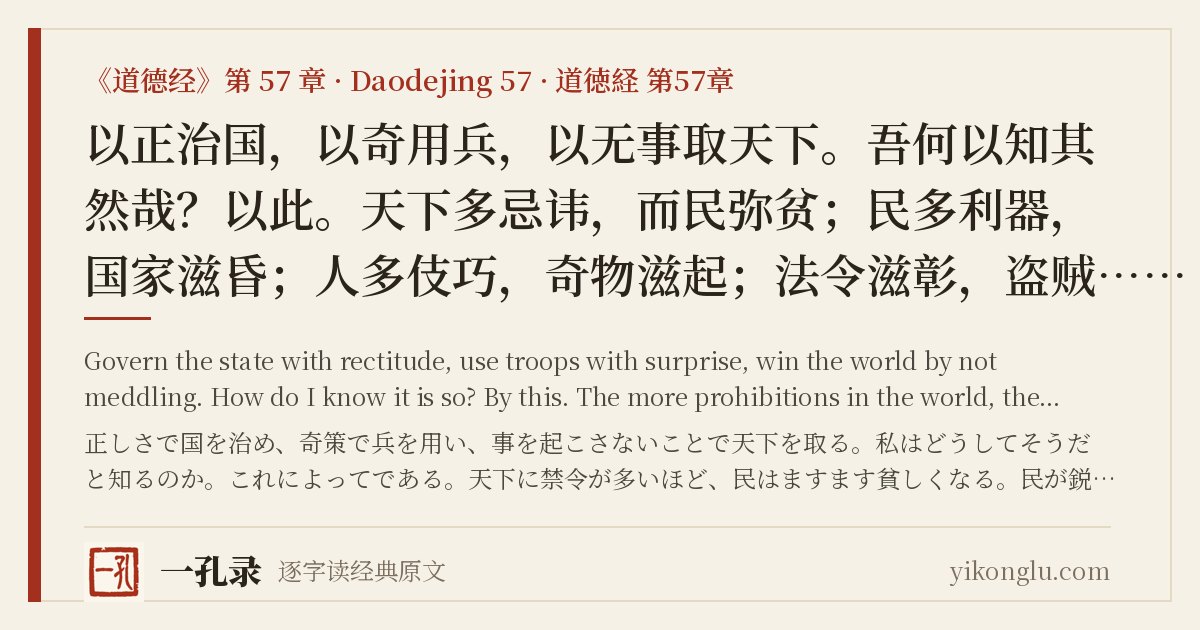 《道德经》第 57 章 · Daodejing 57 · 道徳経 第57章
以正治国，以奇用兵，以无事取天下。吾何以知其
然哉？以此。天下多忌讳，而民弥贫；民多利器，
国家滋昏；人多伎巧，奇物滋起；法令滋彰，盗贼……
Govern the state with rectitude, use troops with surprise, win the world by not
meddling. How do I know it is so? By this. The more prohibitions in the world, the…
正しさで国を治め、奇策で兵を用い、事を起こさないことで天下を取る。私はどうしてそうだ
と知るのか。これによってである。天下に禁令が多いほど、民はますます貧しくなる。民が鋭…
一孔
一孔录 逐字读经典原文
yikonglu.com